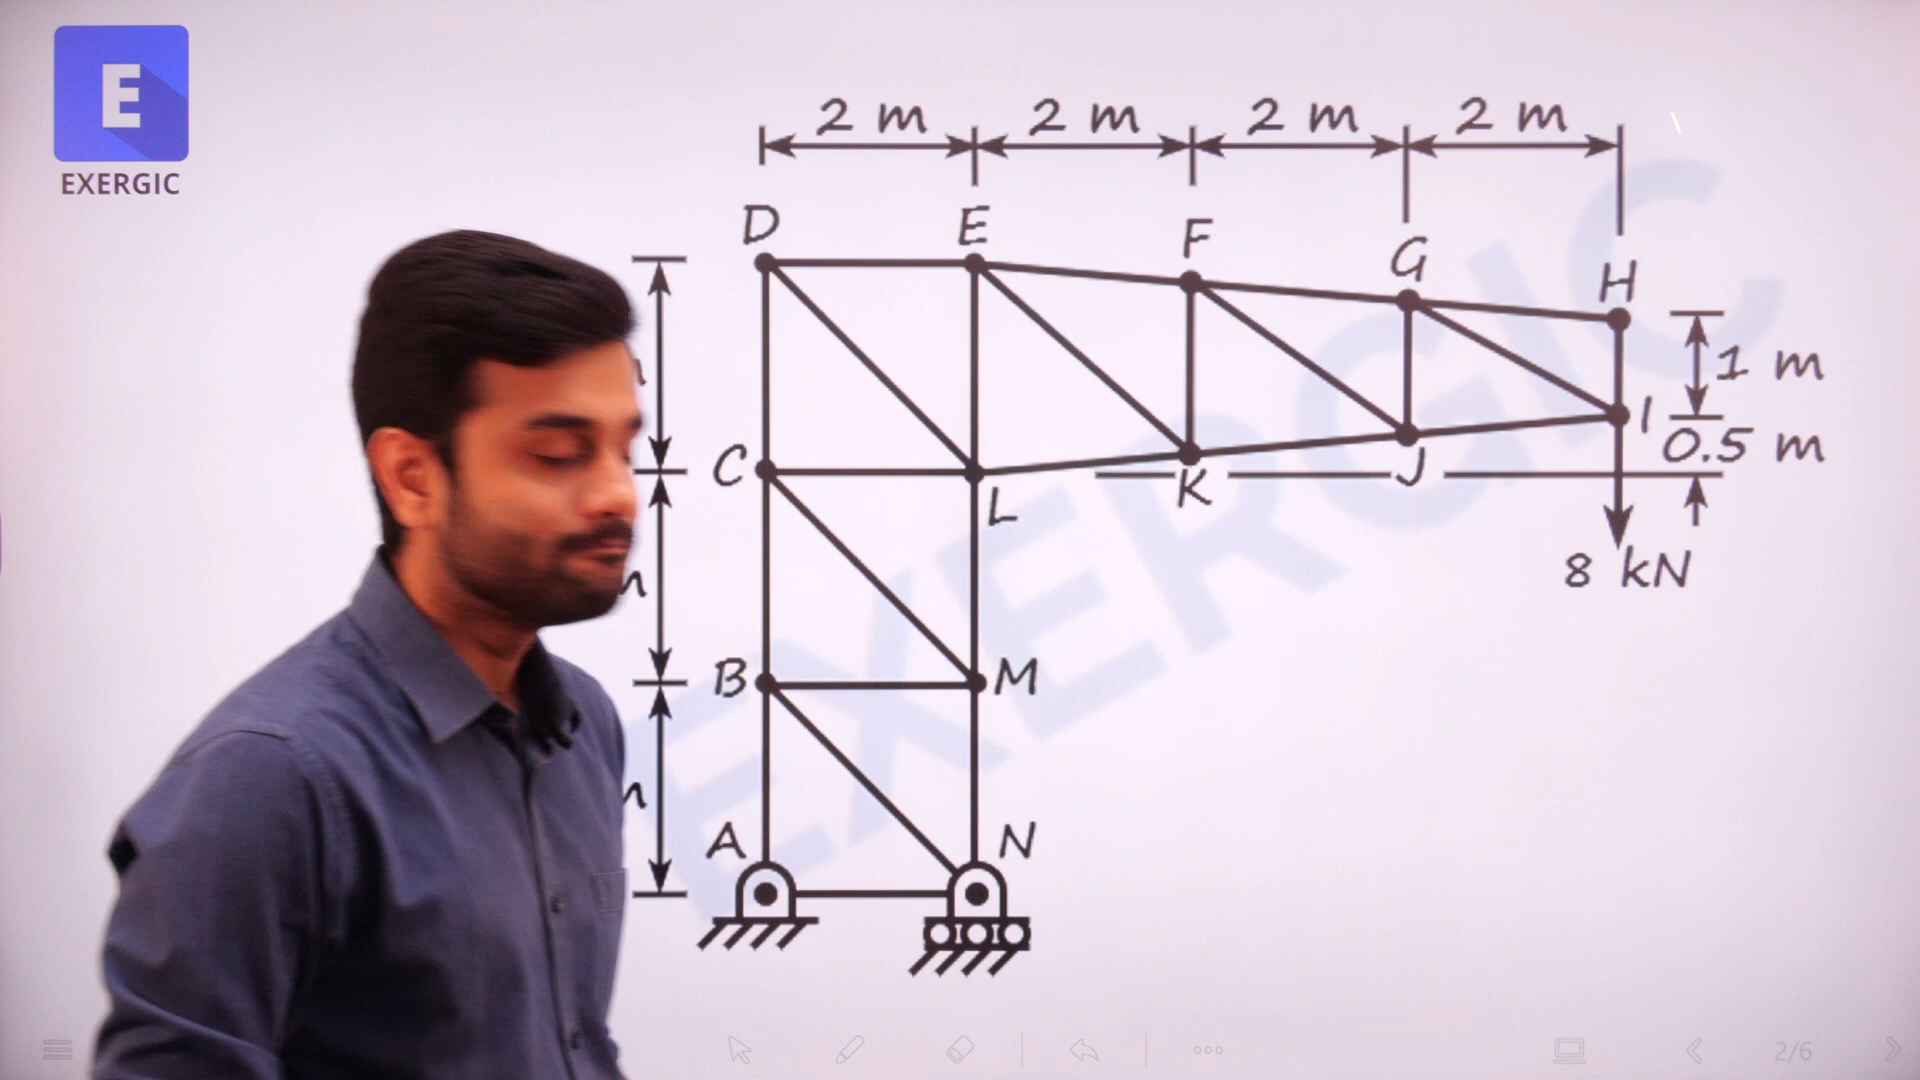 E
EXERGIC
2 m 2 m 2 m 2 m
D E F G H
1 m
C L K J I
0.5 m
8 kN
B M
A N
EXERGIC
2/6